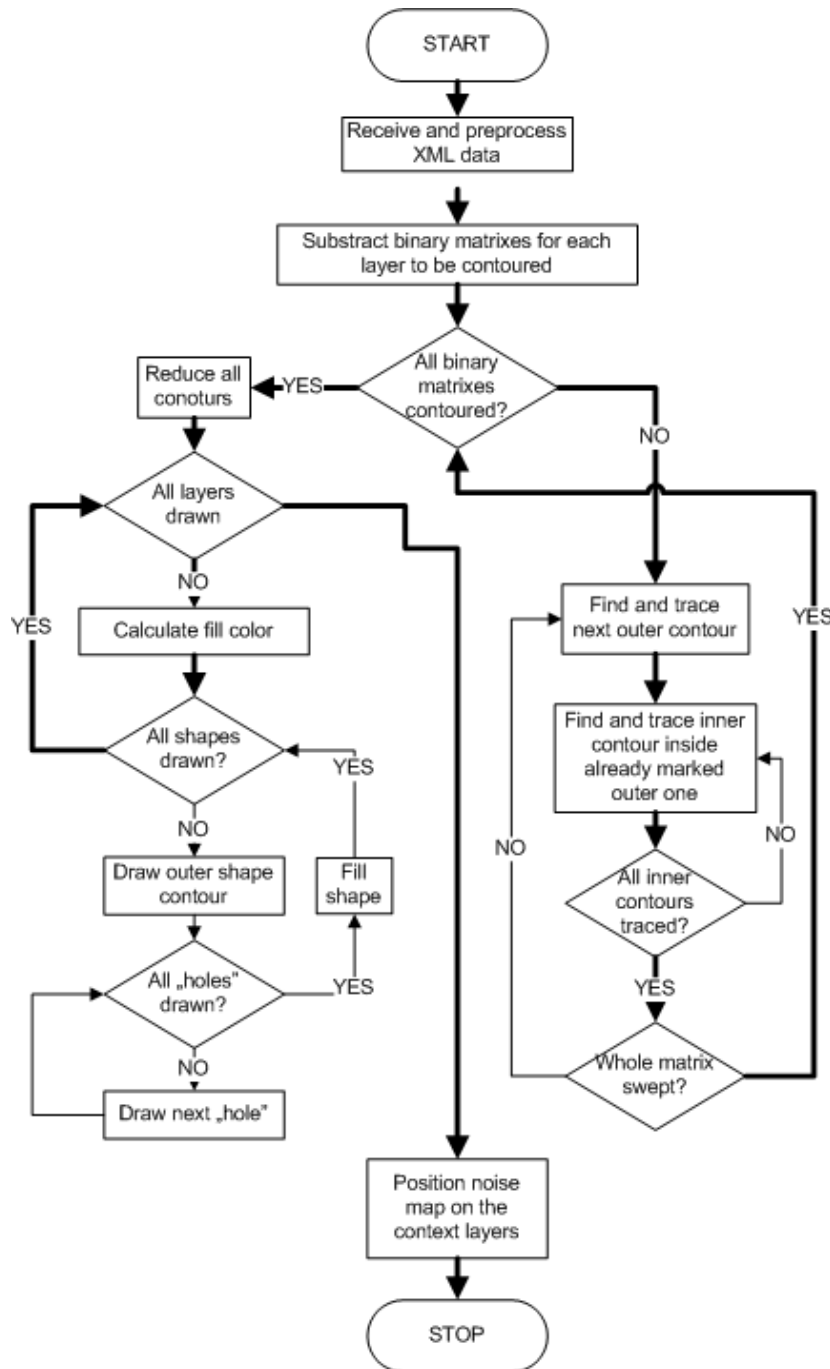 START
Receive and preprocess
XML data
Substract binary matrixes for each
layer to be contoured
All binary
matrixes
contoured?
YES
NO
Reduce all
conoturs
All layers
drawn
NO
YES
Calculate fill color
All shapes
drawn?
YES
NO
Draw outer shape
contour
Fill
shape
All „holes”
drawn?
YES
NO
Draw next „hole”
Find and trace
next outer contour
YES
Find and trace inner
contour inside
already marked
outer one
NO
NO
All inner
contours
traced?
YES
Whole matrix
swept?
Position noise
map on the
context layers
STOP